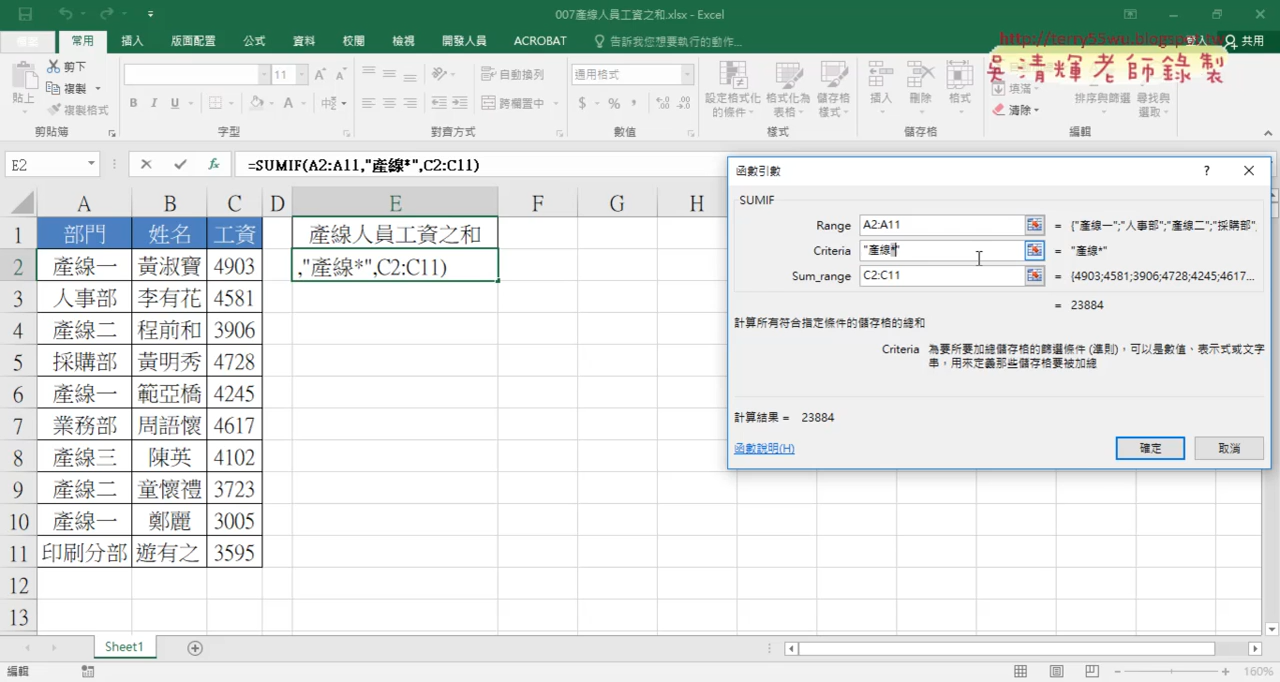 007產線人員工資之和.xlsx - Excel
檔案 常用 插入 版面配置 公式 資料 校閱 檢視 開發人員 ACROBAT 告訴我您想要執行的動作... 登入 共用
http://terry55wu.blogspot.tw
吳清輝老師錄製
剪下
複製
複製格式
貼上
剪貼簿
11
字型
自動換列
跨欄置中
對齊方式
通用格式
數值
設定格式化的條件
格式化為表格
儲存格樣式
樣式
插入 刪除 格式
儲存格
填滿
清除
排序與篩選 尋找與選取
編輯
E2
=SUMIF(A2:A11,"產線*",C2:C11)
A B C D E F G H
1 部門 姓名 工資 產線人員工資之和
2 產線一 黃淑寶 4903 ,"產線*",C2:C11)
3 人事部 李有花 4581
4 產線二 程前和 3906
5 採購部 黃明秀 4728
6 產線一 範亞橋 4245
7 業務部 周語懷 4617
8 產線三 陳英 4102
9 產線二 童懷禮 3723
10 產線一 鄭麗 3005
11 印刷分部 遊有之 3595
12
13
函數引數
SUMIF
Range A2:A11 = {"產線一";"人事部";"產線二";"採購部"
Criteria "產線*" = "產線*"
Sum_range C2:C11 = {4903;4581;3906;4728;4245;4617...
= 23884
計算所有符合指定條件的儲存格的總和
Criteria 為要所要加總儲存格的篩選條件 (準則)，可以是數值、表示式或文字
串，用來定義那些儲存格要被加總
計算結果 = 23884
函數說明(H)
確定 取消
Sheet1
編輯
160%